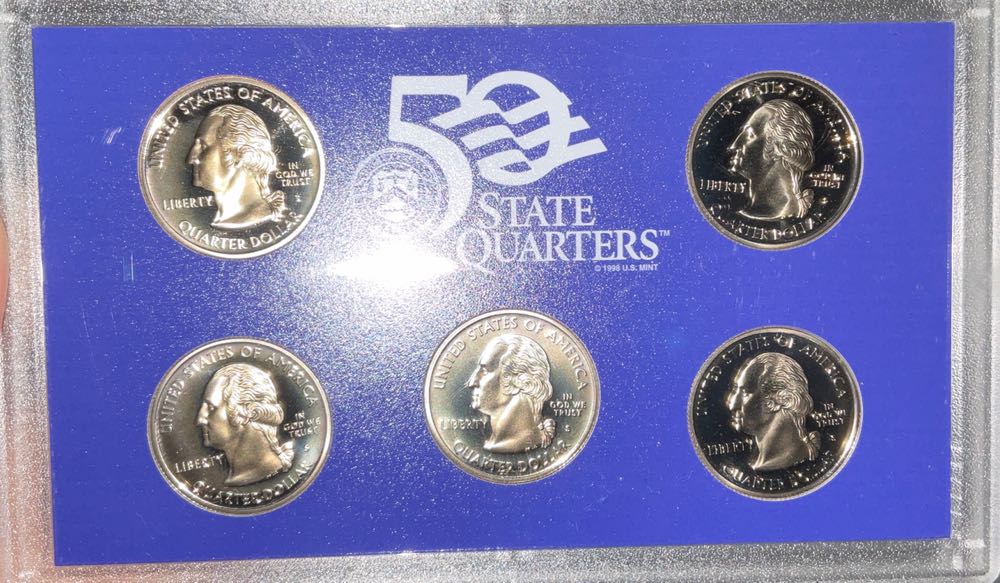 UNITED STATES OF AMERICA
LIBERTY
IN
GOD WE
TRUST
S
QUARTER DOLLAR
50
STATE
QUARTERS™
© 1998 U.S. MINT
UNITED STATES OF AMERICA
LIBERTY
IN
GOD WE
TRUST
S
QUARTER DOLLAR
UNITED STATES OF AMERICA
LIBERTY
IN
GOD WE
TRUST
S
QUARTER DOLLAR
UNITED STATES OF AMERICA
LIBERTY
IN
GOD WE
TRUST
S
QUARTER DOLLAR
UNITED STATES OF AMERICA
LIBERTY
IN
GOD WE
TRUST
S
QUARTER DOLLAR